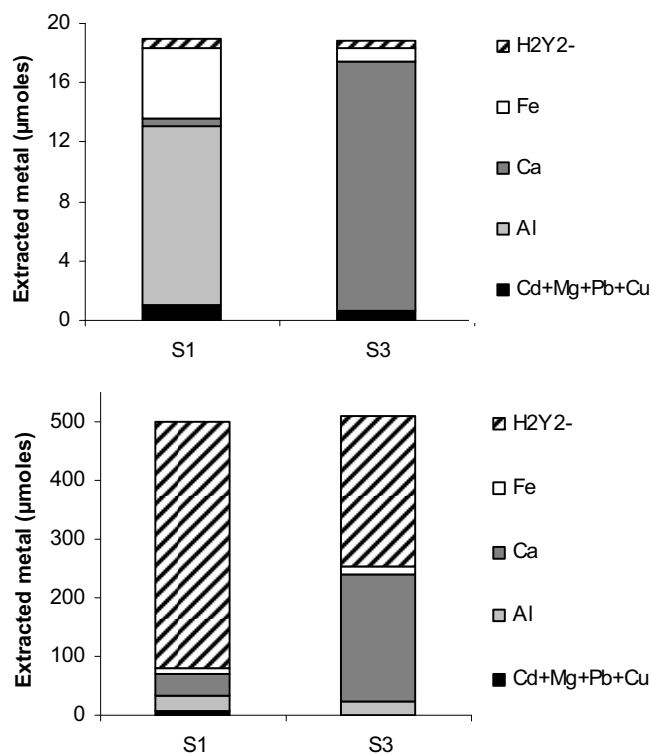 Extracted metal (µmoles)
20
16
12
8
4
0
S1
S3
H2Y2-
Fe
Ca
Al
Cd+Mg+Pb+Cu
Extracted metal (µmoles)
500
400
300
200
100
0
S1
S3
H2Y2-
Fe
Ca
Al
Cd+Mg+Pb+Cu